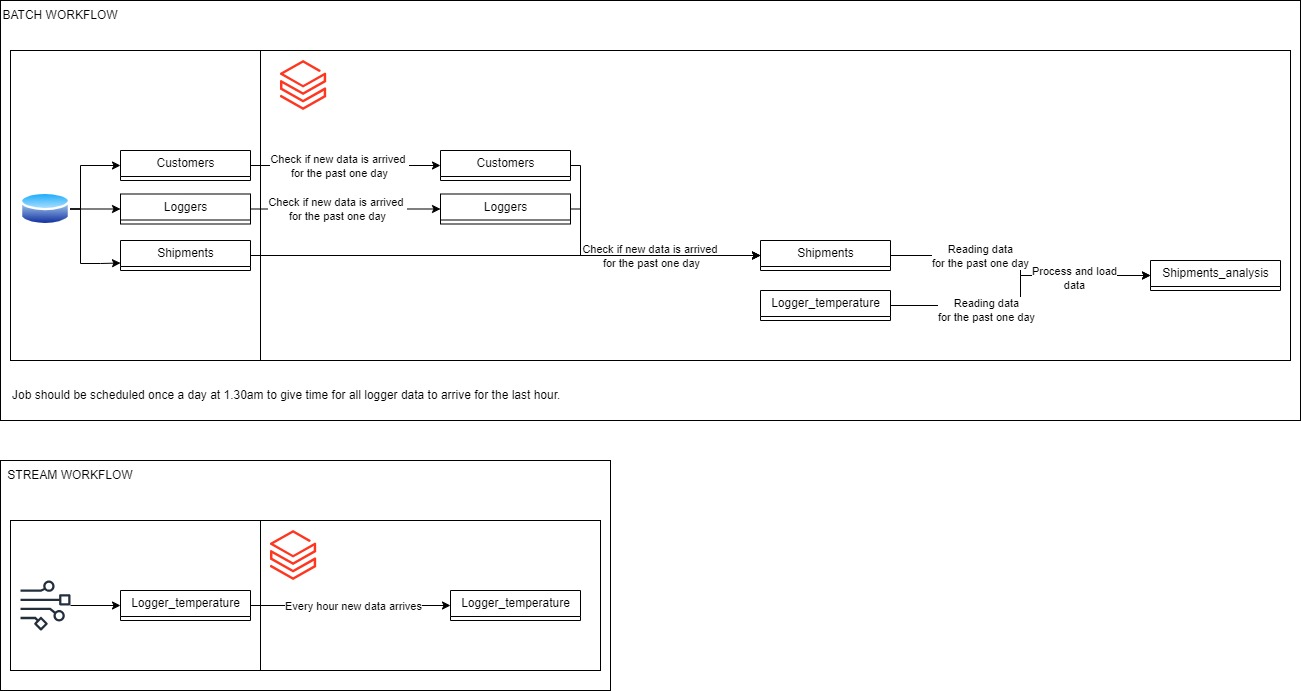 BATCH WORKFLOW
Customers
Check if new data is arrived
for the past one day
Customers
Loggers
Check if new data is arrived
for the past one day
Loggers
Shipments
Check if new data is arrived
for the past one day
Shipments
Reading data
for the past one day
Process and load
data
Shipments_analysis
Logger_temperature
Reading data
for the past one day
Job should be scheduled once a day at 1.30am to give time for all logger data to arrive for the last hour.
STREAM WORKFLOW
Logger_temperature
Every hour new data arrives
Logger_temperature